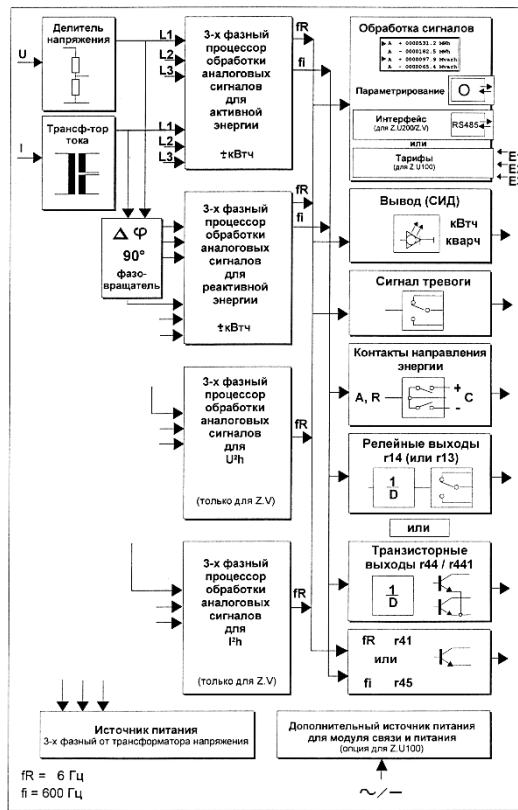 Делитель
напряжения
U
I
Трансф-тор
тока
Δ φ
90°
фазо-
вращатель
L1
L2
L3
L1
L2
L3
3-х фазный
процессор
обработки
аналоговых
сигналов
для
активной
энергии
±кВтч
fR
fi
3-х фазный
процессор
обработки
аналоговых
сигналов
для
реактивной
энергии
±кВтч
fR
fi
3-х фазный
процессор
обработки
аналоговых
сигналов
для
U²h
(только для Z.V)
fR
3-х фазный
процессор
обработки
аналоговых
сигналов
для
I²h
(только для Z.V)
fR
Обработка сигналов
A + 0000531.2 MWh
A - 0000102.5 MWh
Параметрирование
Интерфейс
(для Z.U200/Z.V)
RS485
или
Тарифы
(для Z.U100)
Вывод (СИД)
кВтч
кварч
Сигнал тревоги
Контакты направления
энергии
A, R
+
C
-
Релейные выходы
r14 (или r13)
1
D
или
Транзисторные
выходы r44 / r441
1
D
fR r41
или
fi r45
Источник питания
3-х фазный от трансформатора напряжения
Дополнительный источник питания
для модуля связи и питания
(опция для Z.U100)
fR = 6 Гц
fi = 600 Гц